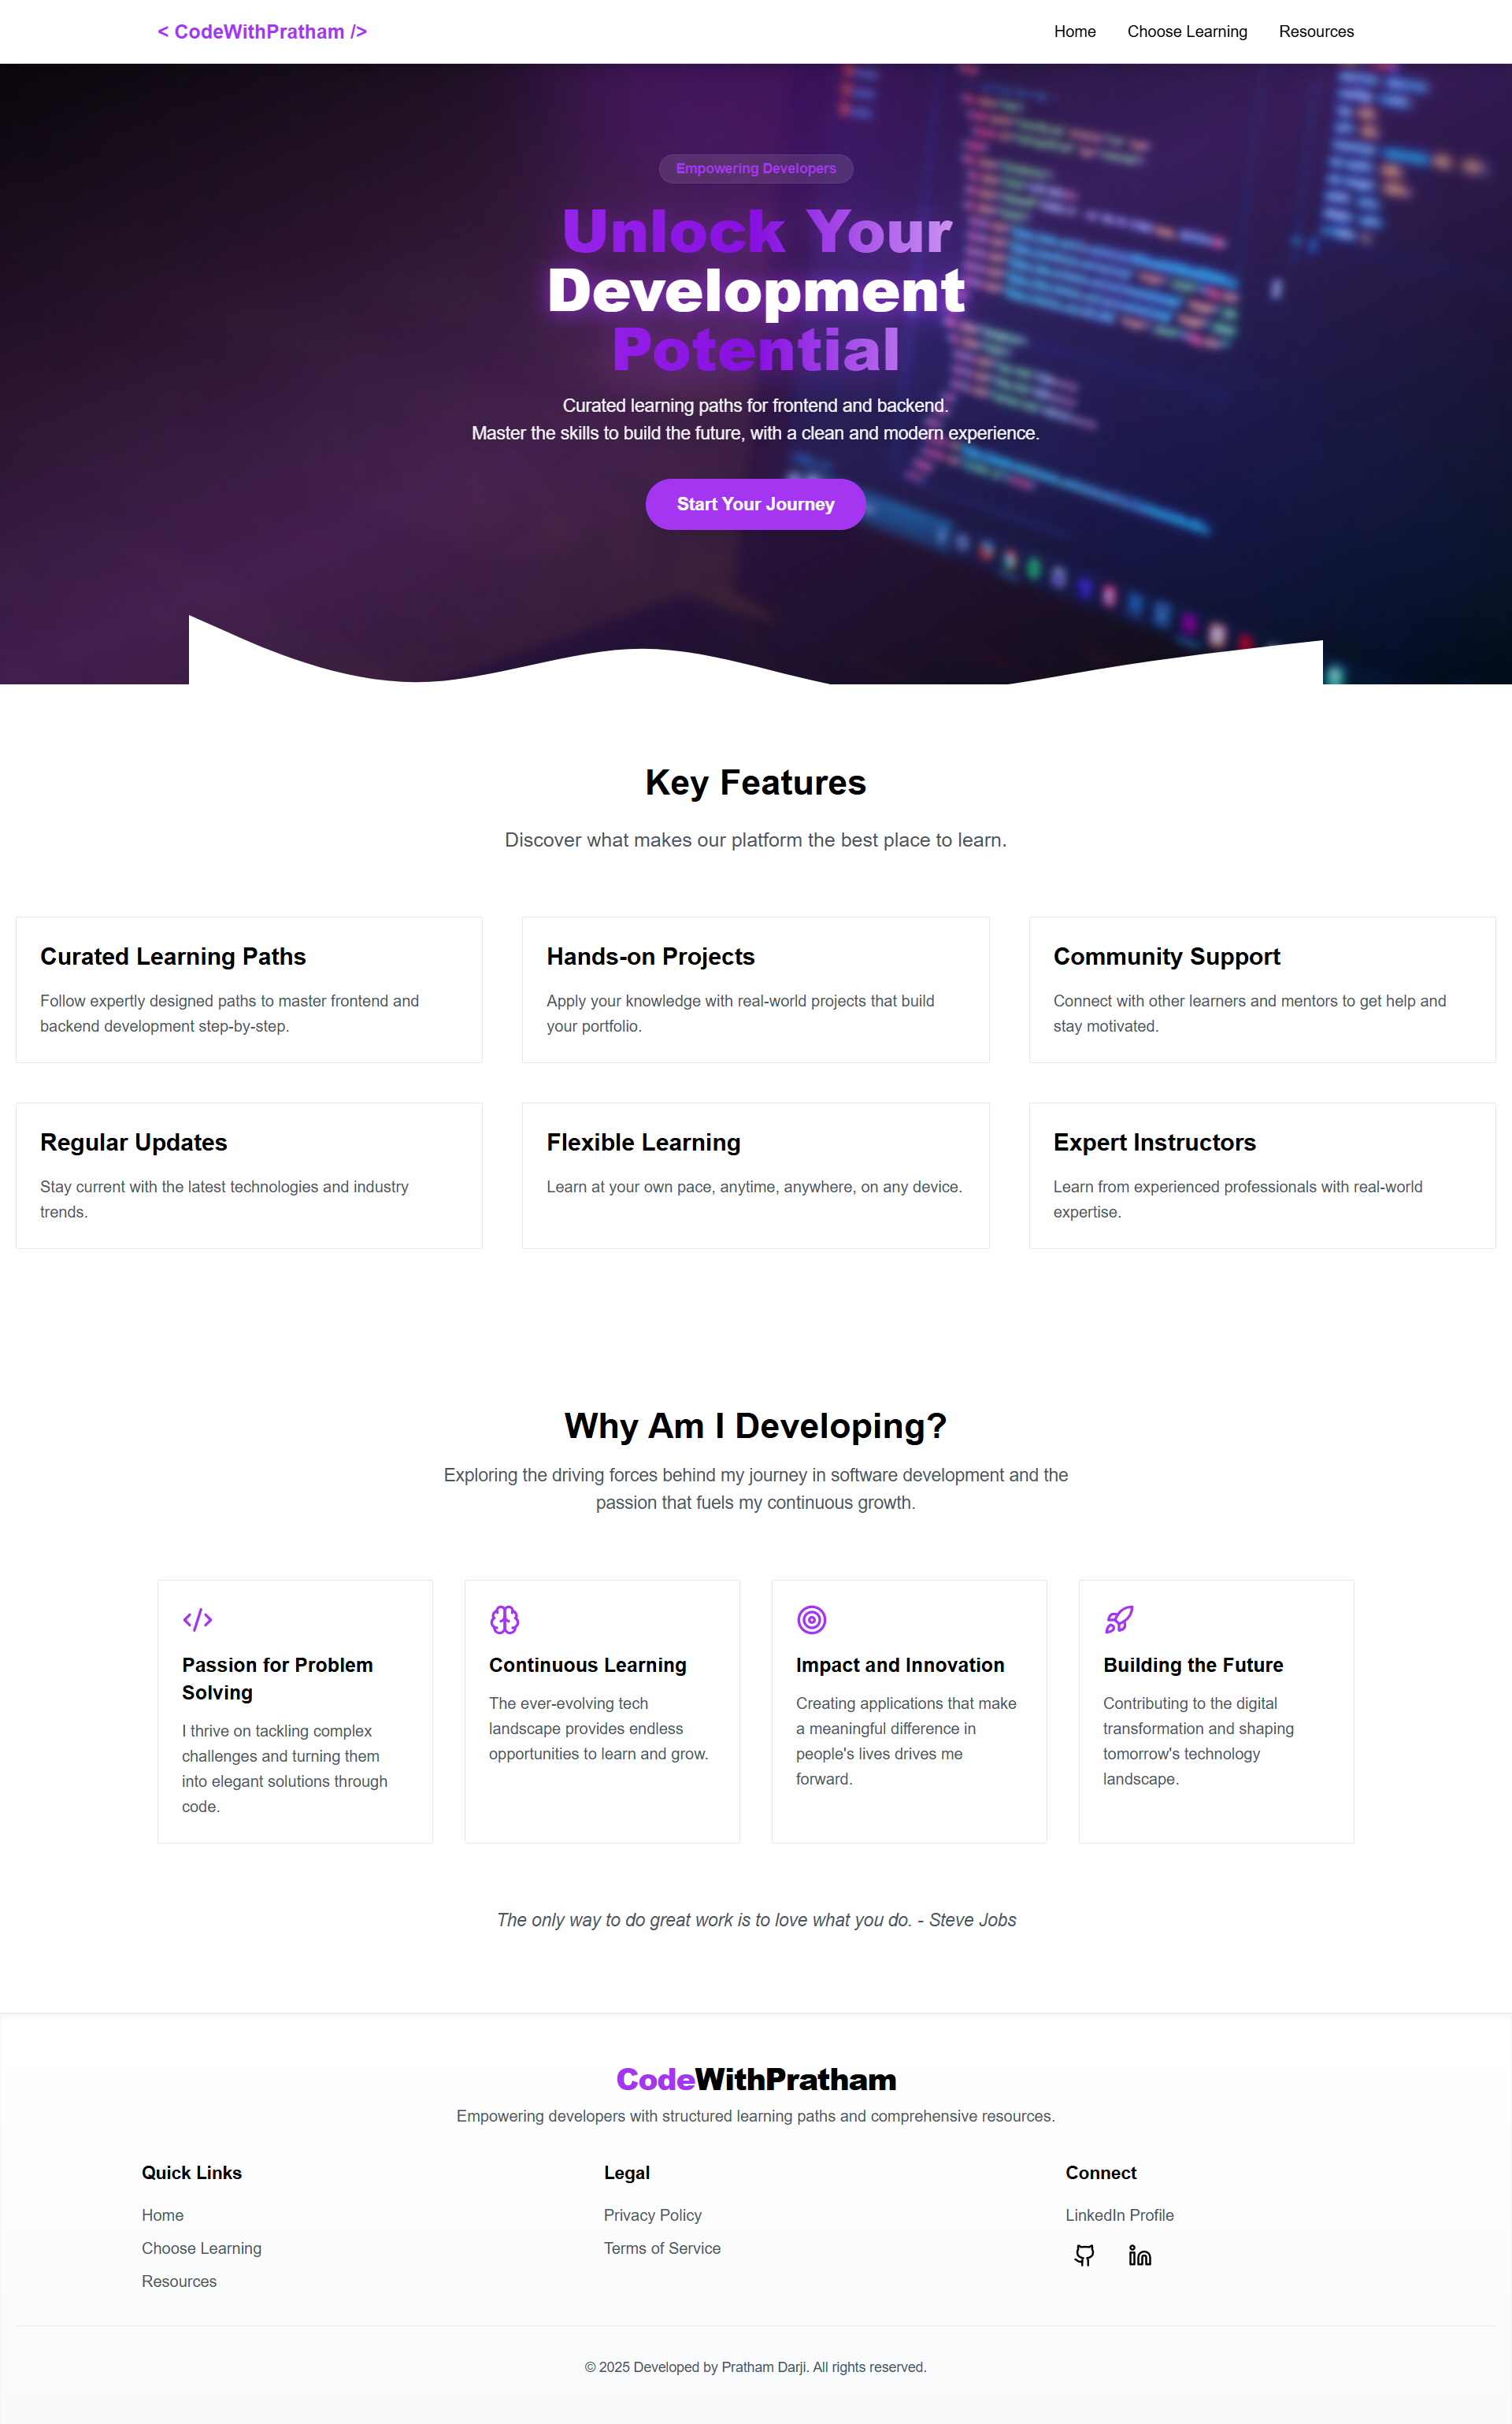 < CodeWithPratham />
Home Choose Learning Resources
Empowering Developers
Unlock Your
Development
Potential
Curated learning paths for frontend and backend.
Master the skills to build the future, with a clean and modern experience.
Start Your Journey
Key Features
Discover what makes our platform the best place to learn.
Curated Learning Paths
Follow expertly designed paths to master frontend and
backend development step-by-step.
Hands-on Projects
Apply your knowledge with real-world projects that build
your portfolio.
Community Support
Connect with other learners and mentors to get help and
stay motivated.
Regular Updates
Stay current with the latest technologies and industry
trends.
Flexible Learning
Learn at your own pace, anytime, anywhere, on any device.
Expert Instructors
Learn from experienced professionals with real-world
expertise.
Why Am I Developing?
Exploring the driving forces behind my journey in software development and the
passion that fuels my continuous growth.
Passion for Problem
Solving
I thrive on tackling complex
challenges and turning them
into elegant solutions through
code.
Continuous Learning
The ever-evolving tech
landscape provides endless
opportunities to learn and grow.
Impact and Innovation
Creating applications that make
a meaningful difference in
people's lives drives me
forward.
Building the Future
Contributing to the digital
transformation and shaping
tomorrow's technology
landscape.
The only way to do great work is to love what you do. - Steve Jobs
CodeWithPratham
Empowering developers with structured learning paths and comprehensive resources.
Quick Links
Home
Choose Learning
Resources
Legal
Privacy Policy
Terms of Service
Connect
LinkedIn Profile
© 2025 Developed by Pratham Darji. All rights reserved.